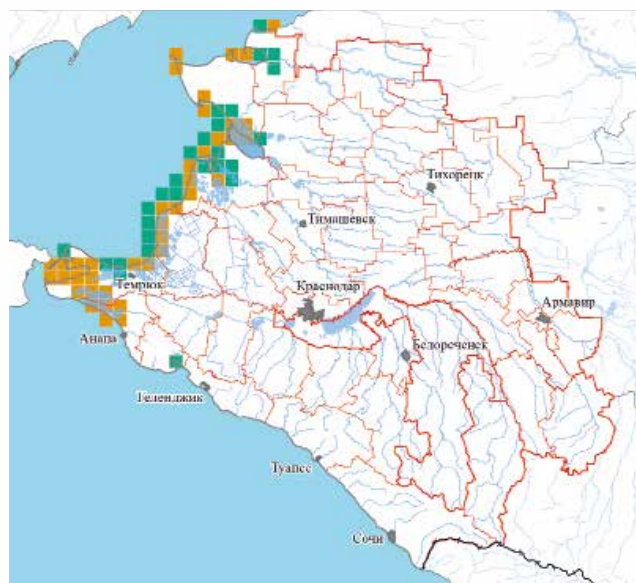 Тихорецк
Тимашевск
Темрюк
Краснодар
Армавир
Анапа
Белореченск
Геленджик
Туапсе
Сочи